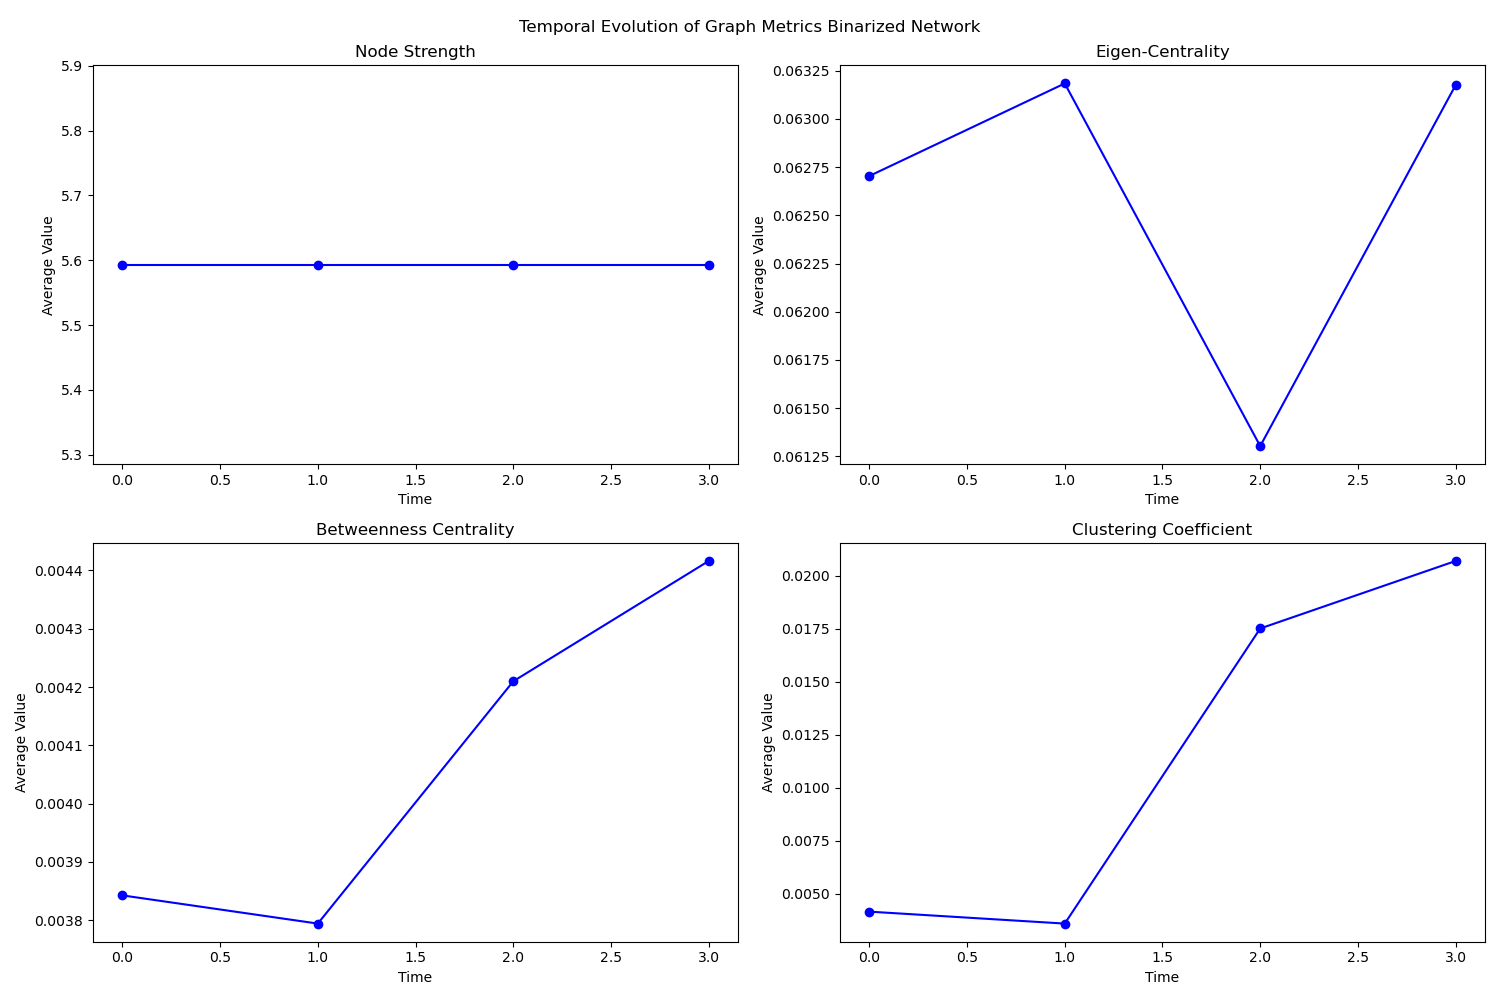 Temporal Evolution of Graph Metrics Binarized Network
Node Strength
5.9
5.8
5.7
5.6
5.5
5.4
5.3
Average Value
0.0 0.5 1.0 1.5 2.0 2.5 3.0
Time
Eigen-Centrality
0.06325
0.06300
0.06275
0.06250
0.06225
0.06200
0.06175
0.06150
0.06125
Average Value
0.0 0.5 1.0 1.5 2.0 2.5 3.0
Time
Betweenness Centrality
0.0044
0.0043
0.0042
0.0041
0.0040
0.0039
0.0038
Average Value
0.0 0.5 1.0 1.5 2.0 2.5 3.0
Time
Clustering Coefficient
0.0200
0.0175
0.0150
0.0125
0.0100
0.0075
0.0050
Average Value
0.0 0.5 1.0 1.5 2.0 2.5 3.0
Time